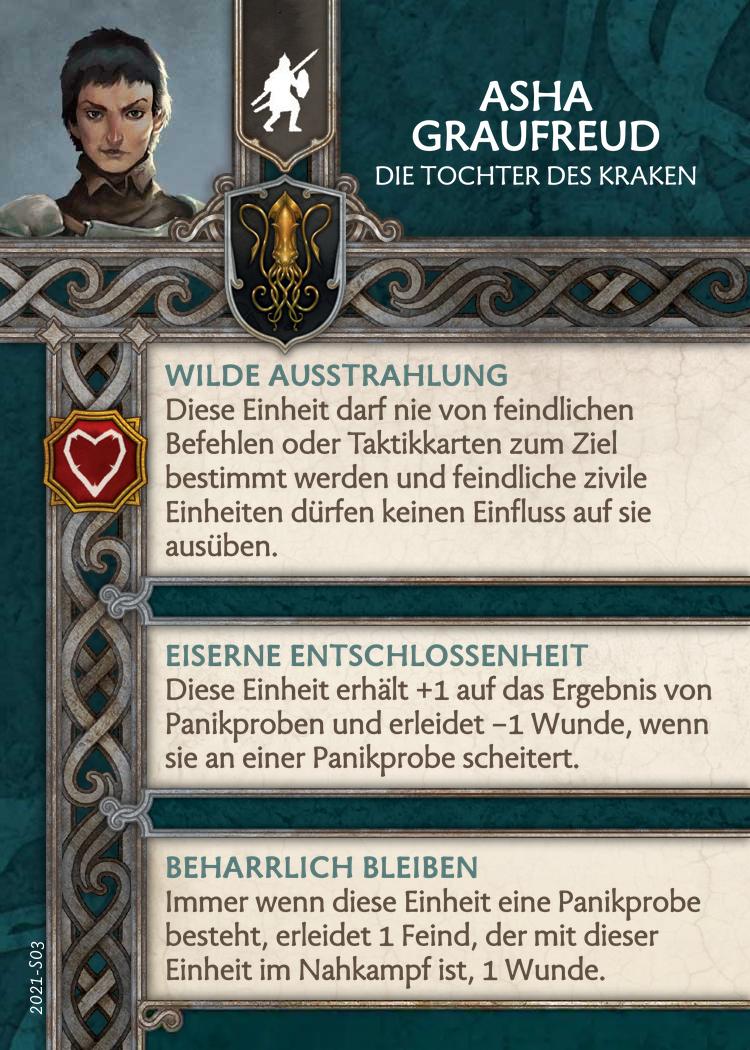 ASHA
GRAUFREUD
DIE TOCHTER DES KRAKEN
WILDE AUSSTRAHLUNG
Diese Einheit darf nie von feindlichen
Befehlen oder Taktikkarten zum Ziel
bestimmt werden und feindliche zivile
Einheiten dürfen keinen Einfluss auf sie
ausüben.
EISERNE ENTSCHLOSSENHEIT
Diese Einheit erhält +1 auf das Ergebnis von
Panikproben und erleidet −1 Wunde, wenn
sie an einer Panikprobe scheitert.
BEHARRLICH BLEIBEN
Immer wenn diese Einheit eine Panikprobe
besteht, erleidet 1 Feind, der mit dieser
Einheit im Nahkampf ist, 1 Wunde.
2021-S03